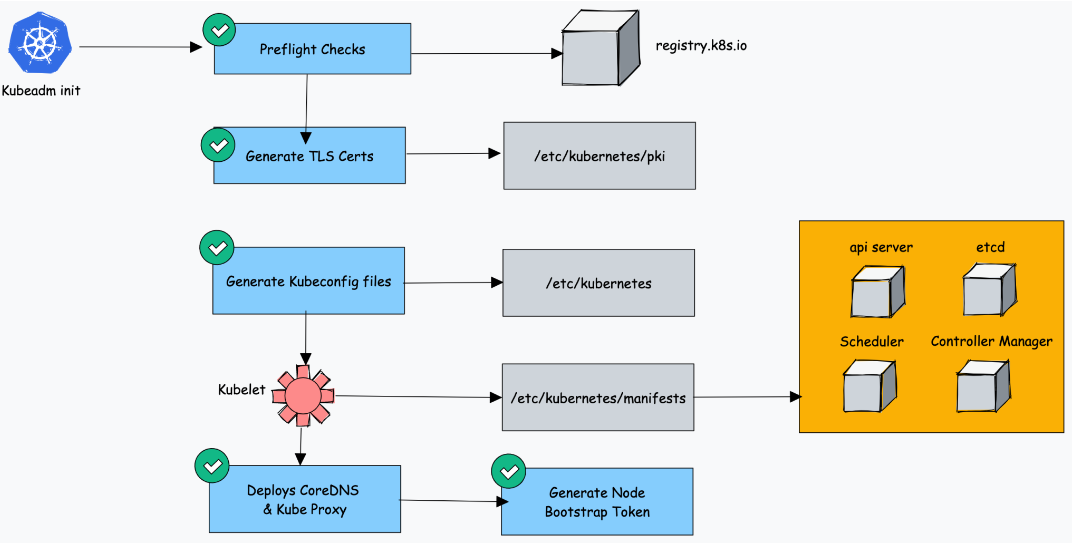 Kubeadm init
Preflight Checks
registry.k8s.io
Generate TLS Certs
/etc/kubernetes/pki
Generate Kubeconfig files
/etc/kubernetes
api server
etcd
Scheduler
Controller Manager
Kubelet
/etc/kubernetes/manifests
Deploys CoreDNS
& Kube Proxy
Generate Node
Bootstrap Token